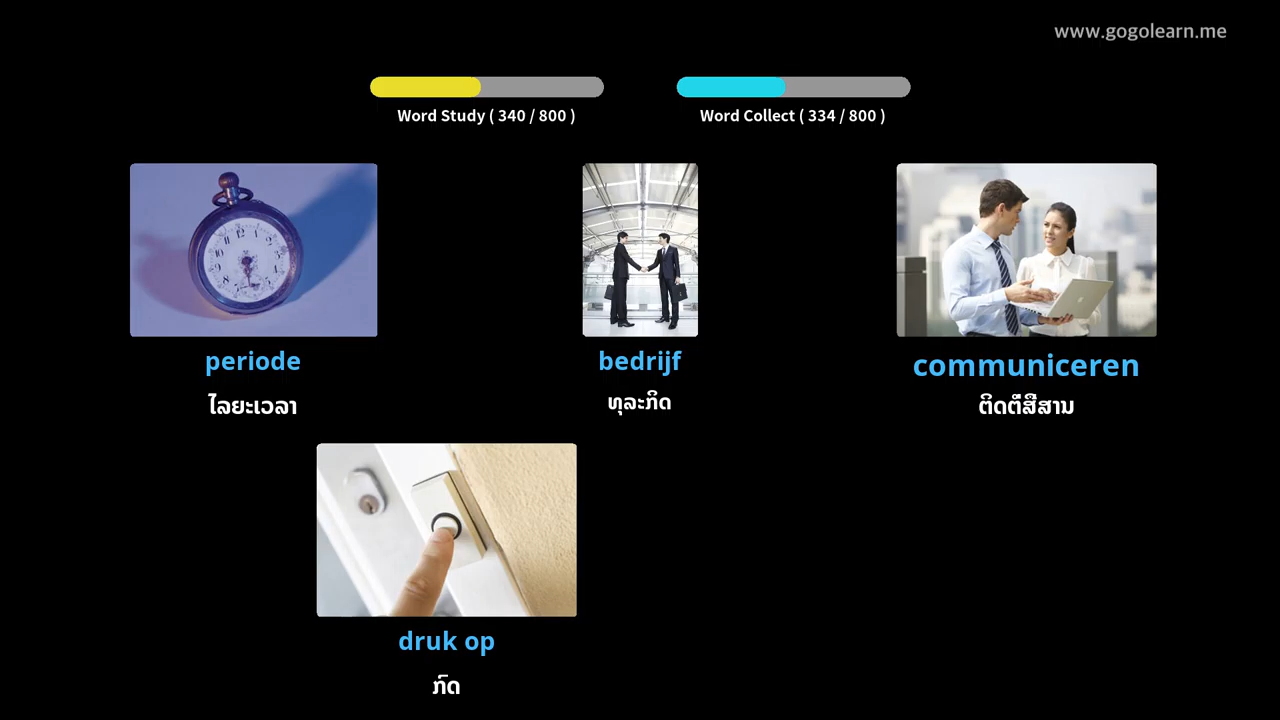 www.gogolearn.me
Word Study ( 340 / 800 )
Word Collect ( 334 / 800 )
periode
ໄລຍະເວລາ
bedrijf
ທຸລະກິດ
communiceren
ຕິດຕໍ່ສື່ສານ
druk op
ກົດ